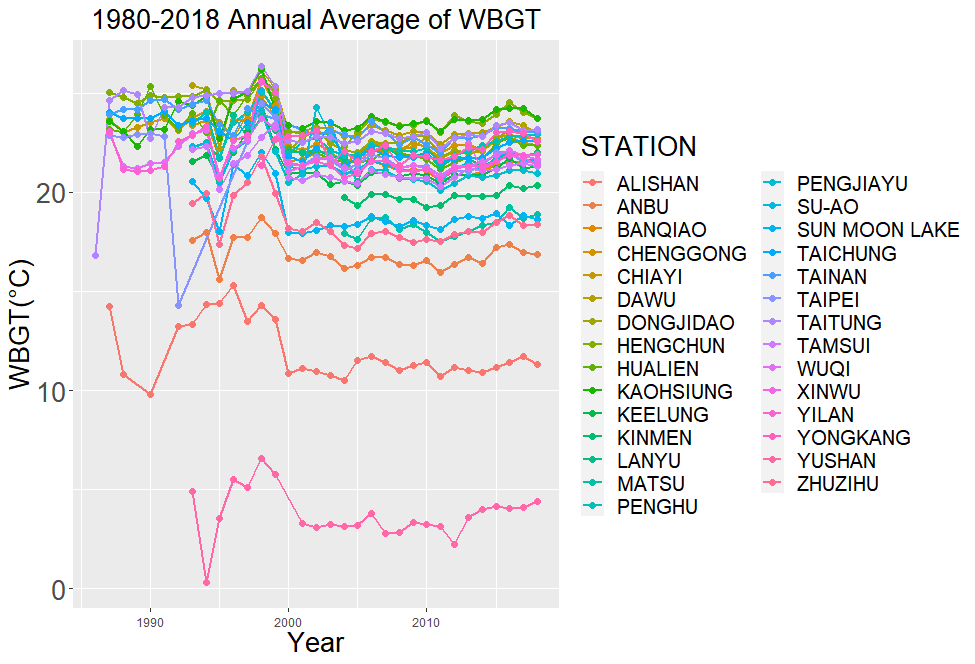 1980-2018 Annual Average of WBGT
WBGT(°C)
20
10
0
1990
2000
2010
Year
STATION
ALISHAN
ANBU
BANQIAO
CHENGGONG
CHIAYI
DAWU
DONGJIDAO
HENGCHUN
HUALIEN
KAOHSIUNG
KEELUNG
KINMEN
LANYU
MATSU
PENGHU
PENGJIAYU
SU-AO
SUN MOON LAKE
TAICHUNG
TAINAN
TAIPEI
TAITUNG
TAMSUI
WUQI
XINWU
YILAN
YONGKANG
YUSHAN
ZHUZIHU